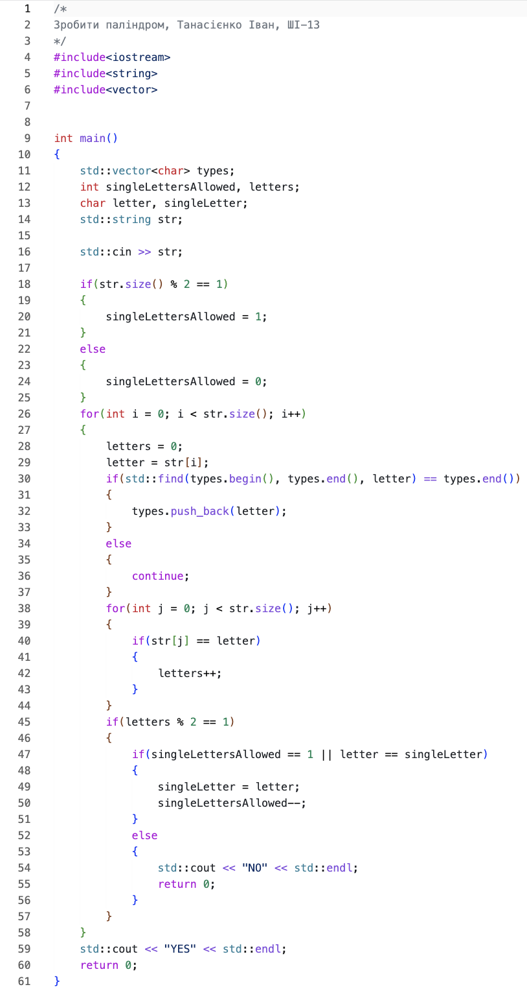 1 /*
2 Зробити паліндром, Танасієнко Іван, ШІ-13
3 */
4 #include<iostream>
5 #include<string>
6 #include<vector>
7
8
9 int main()
10 {
11     std::vector<char> types;
12     int singleLettersAllowed, letters;
13     char letter, singleLetter;
14     std::string str;
15
16     std::cin >> str;
17
18     if(str.size() % 2 == 1)
19     {
20         singleLettersAllowed = 1;
21     }
22     else
23     {
24         singleLettersAllowed = 0;
25     }
26     for(int i = 0; i < str.size(); i++)
27     {
28         letters = 0;
29         letter = str[i];
30         if(std::find(types.begin(), types.end(), letter) == types.end())
31         {
32             types.push_back(letter);
33         }
34         else
35         {
36             continue;
37         }
38         for(int j = 0; j < str.size(); j++)
39         {
40             if(str[j] == letter)
41             {
42                 letters++;
43             }
44         }
45         if(letters % 2 == 1)
46         {
47             if(singleLettersAllowed == 1 || letter == singleLetter)
48             {
49                 singleLetter = letter;
50                 singleLettersAllowed--;
51             }
52             else
53             {
54                 std::cout << "NO" << std::endl;
55                 return 0;
56             }
57         }
58     }
59     std::cout << "YES" << std::endl;
60     return 0;
61 }